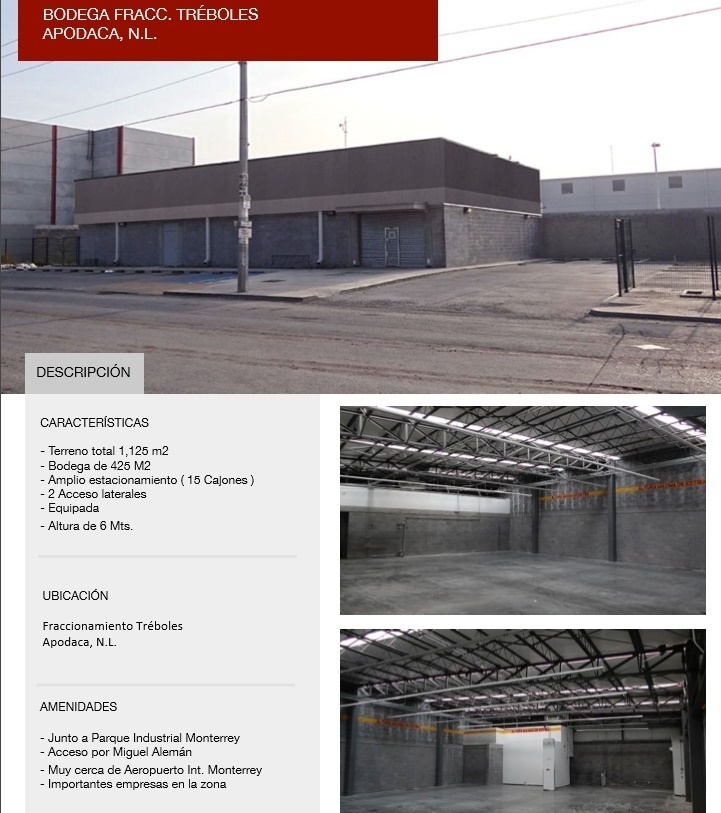 BODEGA FRACC. TRÉBOLES
APODACA, N.L.
DESCRIPCIÓN
CARACTERÍSTICAS
- Terreno total 1,125 m2
- Bodega de 425 M2
- Amplio estacionamiento ( 15 Cajones )
- 2 Acceso laterales
- Equipada
- Altura de 6 Mts.
UBICACIÓN
Fraccionamiento Tréboles
Apodaca, N.L.
AMENIDADES
- Junto a Parque Industrial Monterrey
- Acceso por Miguel Alemán
- Muy cerca de Aeropuerto Int. Monterrey
- Importantes empresas en la zona